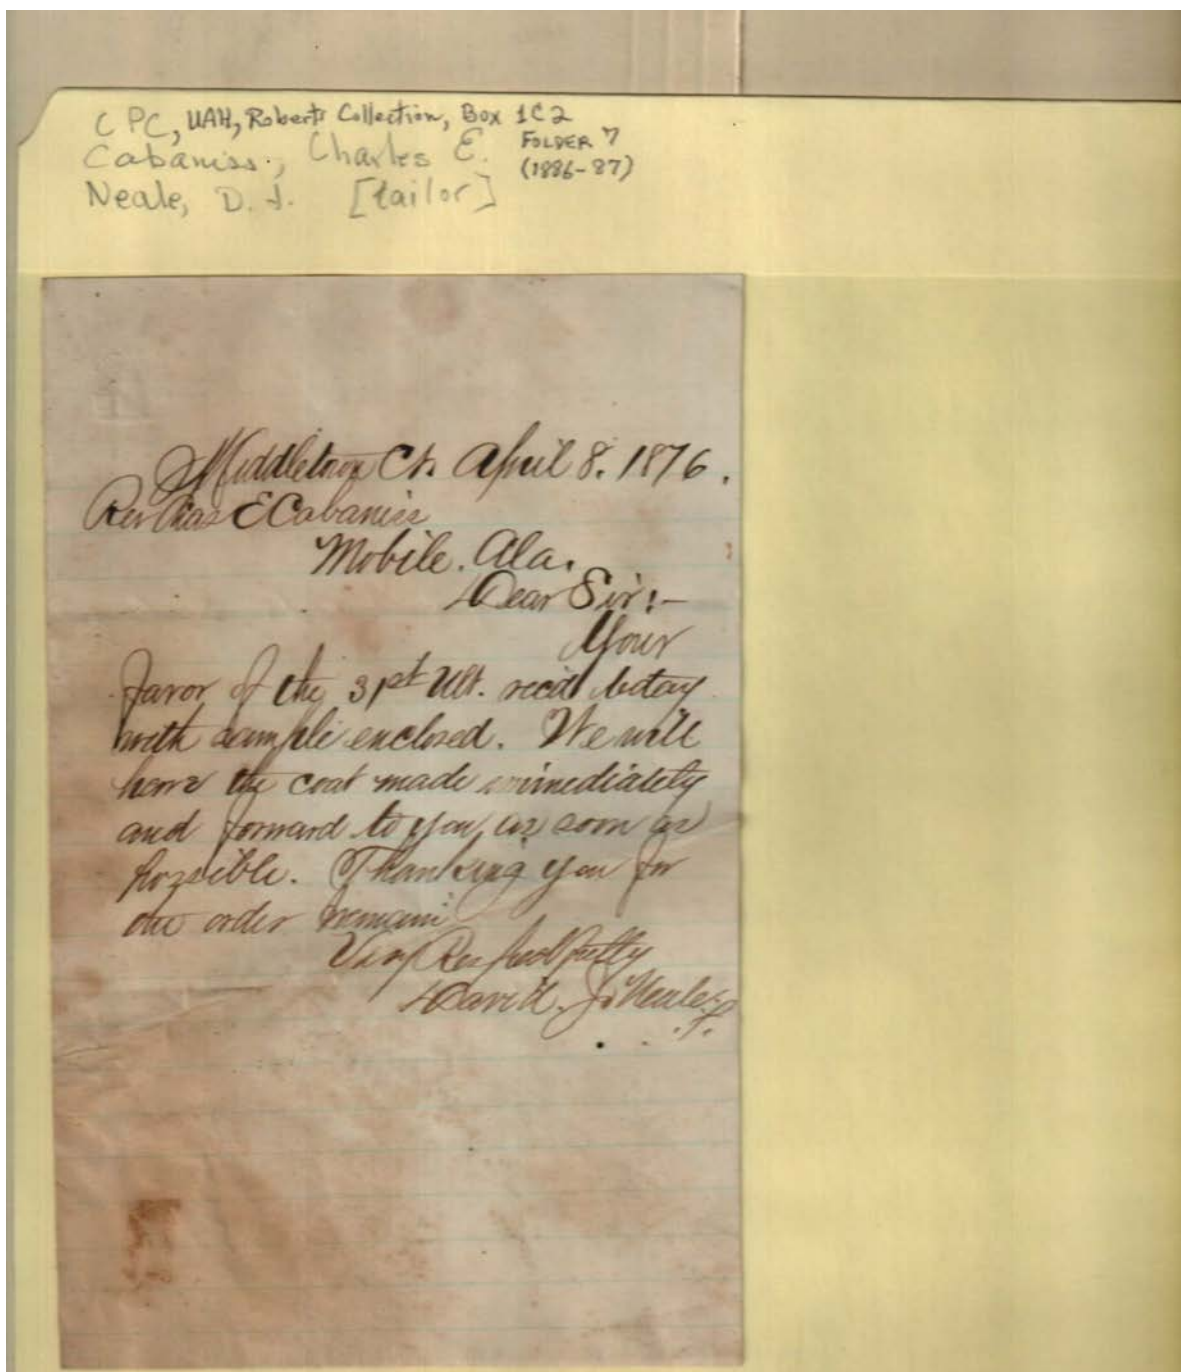 C PC, UAH, Roberts Collection, Box 1C2
FOLDER 7
Cabaniss, Charles E.
(1886-87)
Neale, D. J. [tailor]
Middletown Ct. April 8. 1876.
Rev Chas E Cabaniss
Mobile. Ala.
Dear Sir:-
Your
favor of the 31st Ult. recd today
with sample enclosed. We will
have the coat made immediately
and forward to you as soon as
possible. Thanking you for
the order remain
Very Respectfully
David. J. Neale